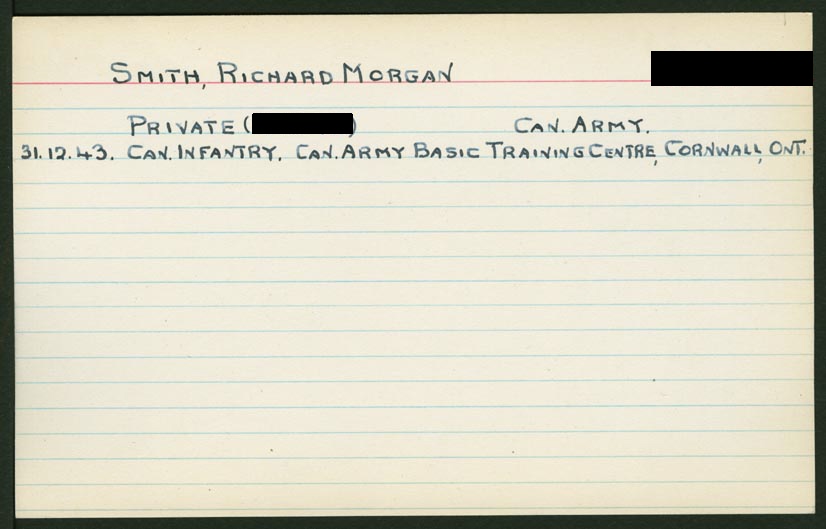 SMITH, RICHARD MORGAN
PRIVATE ( ) CAN. ARMY.
31.12.43. CAN. INFANTRY, CAN. ARMY BASIC TRAINING CENTRE, CORNWALL, ONT.